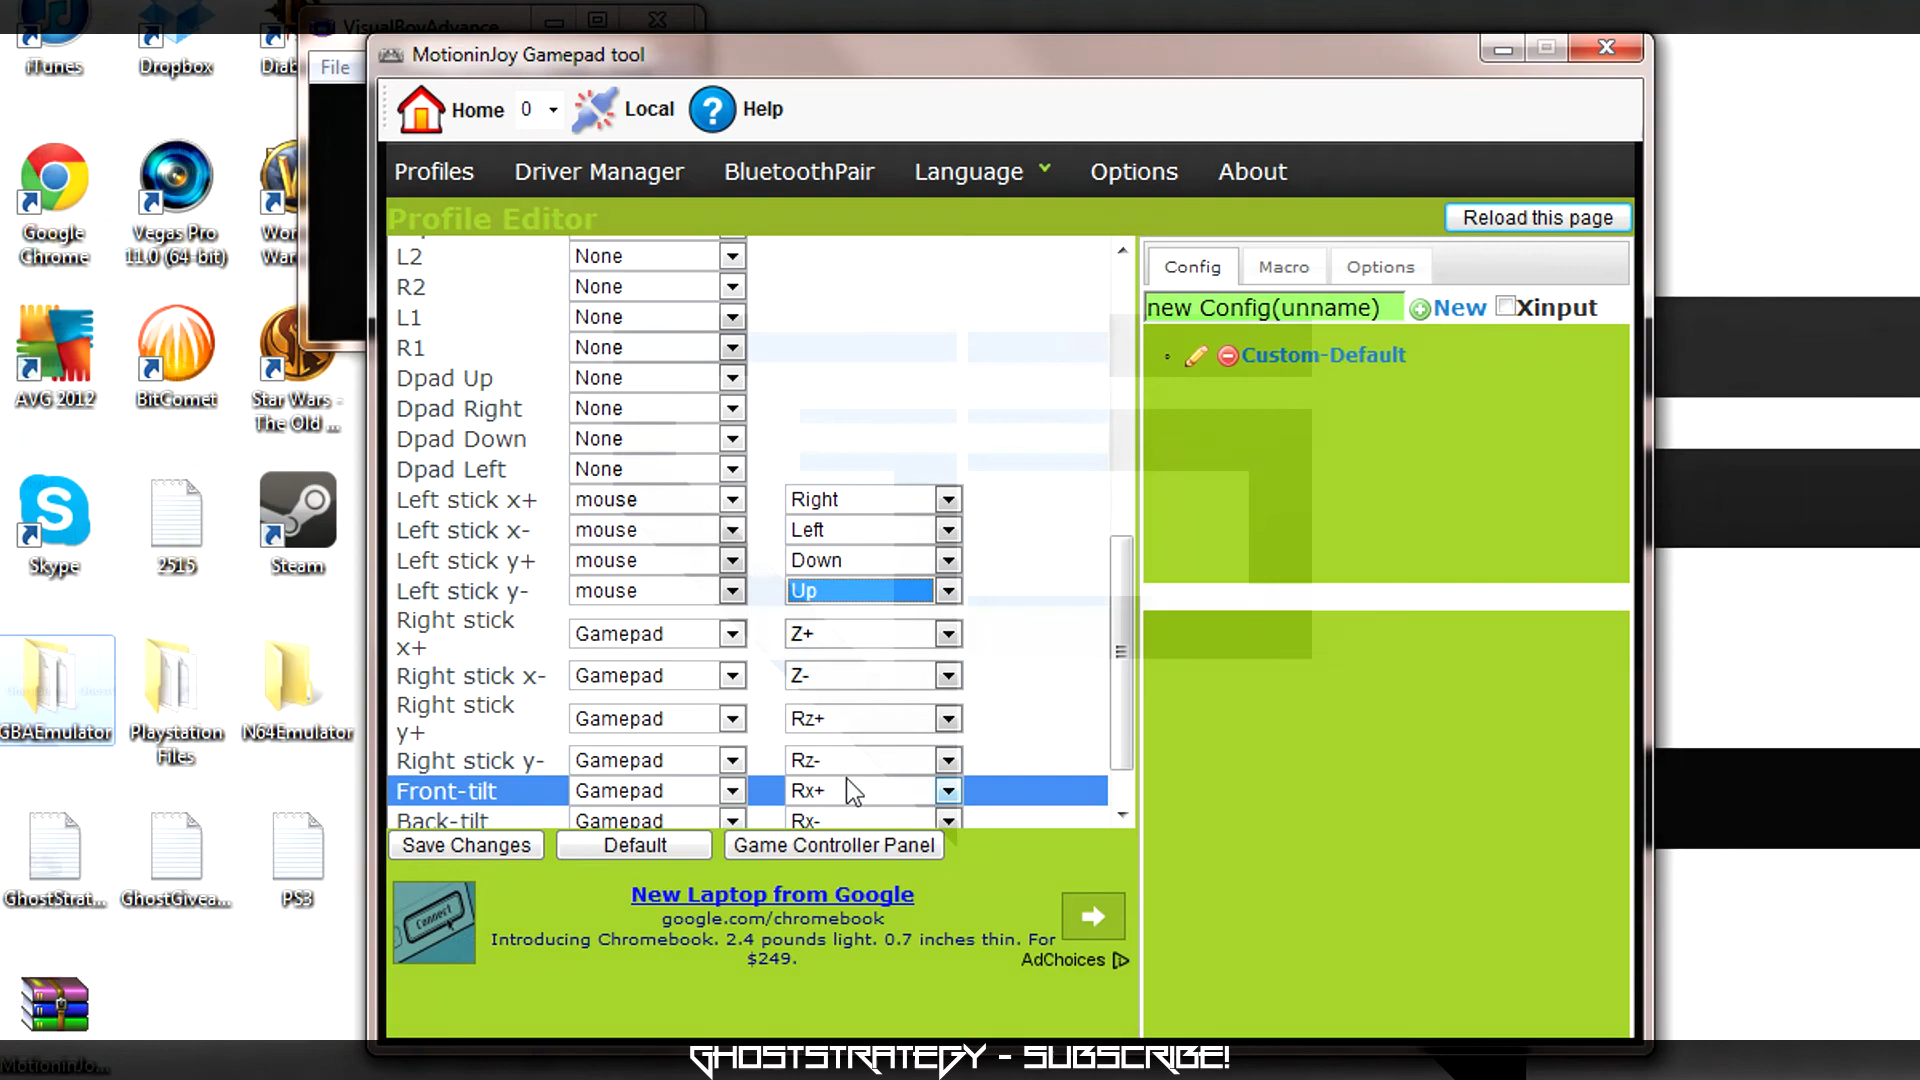 VisualBoyAdvance
File
MotioninJoy Gamepad tool
Home 0 Local Help
Profiles Driver Manager BluetoothPair Language Options About
Profile Editor
Reload this page
L2 None
R2 None
L1 None
R1 None
Dpad Up None
Dpad Right None
Dpad Down None
Dpad Left None
Left stick x+ mouse Right
Left stick x- mouse Left
Left stick y+ mouse Down
Left stick y- mouse Up
Right stick
x+ Gamepad Z+
Right stick x- Gamepad Z-
Right stick
y+ Gamepad Rz+
Right stick y- Gamepad Rz-
Front-tilt Gamepad Rx+
Back-tilt Gamepad Rx-
Save Changes Default Game Controller Panel
Config Macro Options
new Config(unname) New Xinput
Custom-Default
Connect
New Laptop from Google
google.com/chromebook
Introducing Chromebook. 2.4 pounds light. 0.7 inches thin. For
$249.
AdChoices
iTunes
Dropbox
Diab
Google
Chrome
Vegas Pro
11.0 (64-bit)
Wor
War
AVG 2012
BitComet
Star Wars -
The Old ...
Skype
2515
Steam
GBAEmulator
Playstation
Files
N64Emulator
GhostStrat...
GhostGivea...
PS3
MotioninJo...
GHOSTSTRATEGY - SUBSCRIBE!